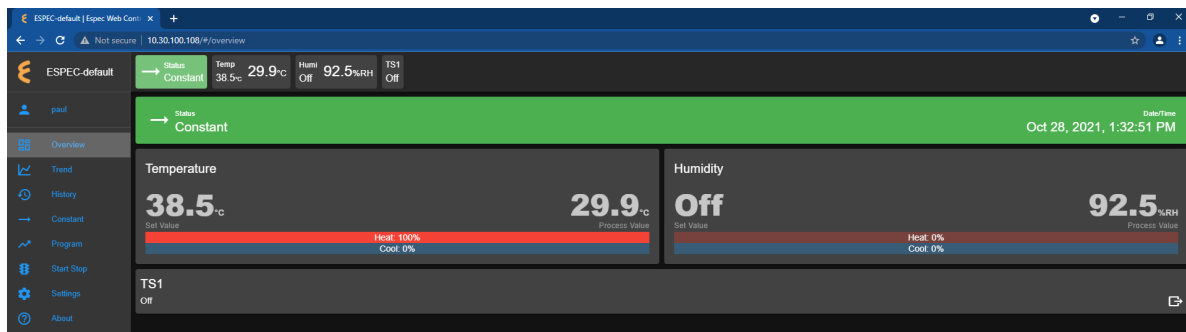 ESPEC-default | Espec Web Cont
Not secure | 10.30.100.108/#/overview
ESPEC-default
Status
Constant
Temp
38.5°C 29.9°C
Humi
Off 92.5%RH
TS1
Off
paul
Overview
Trend
History
Constant
Program
Start Stop
Settings
About
Status
Constant
Date/Time
Oct 28, 2021, 1:32:51 PM
Temperature
38.5°C 29.9°C
Set Value Process Value
Heat: 100%
Cool: 0%
Humidity
Off 92.5%RH
Set Value Process Value
Heat: 0%
Cool: 0%
TS1
Off